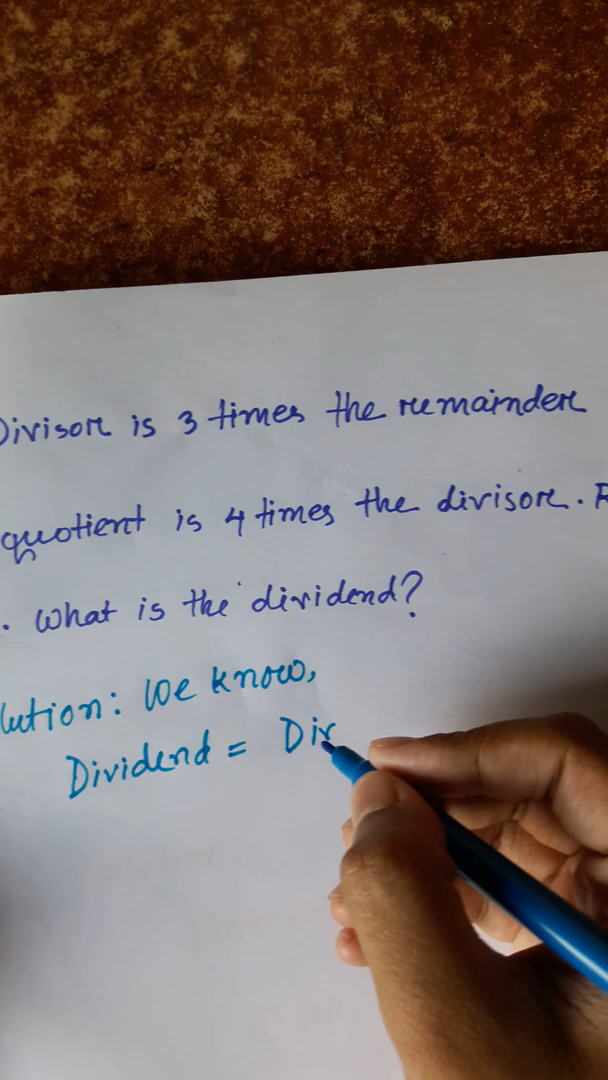 Divisor is 3 times the remainder
quotient is 4 times the divisor. R
. What is the dividend?
lution: We know,
Dividend = Div